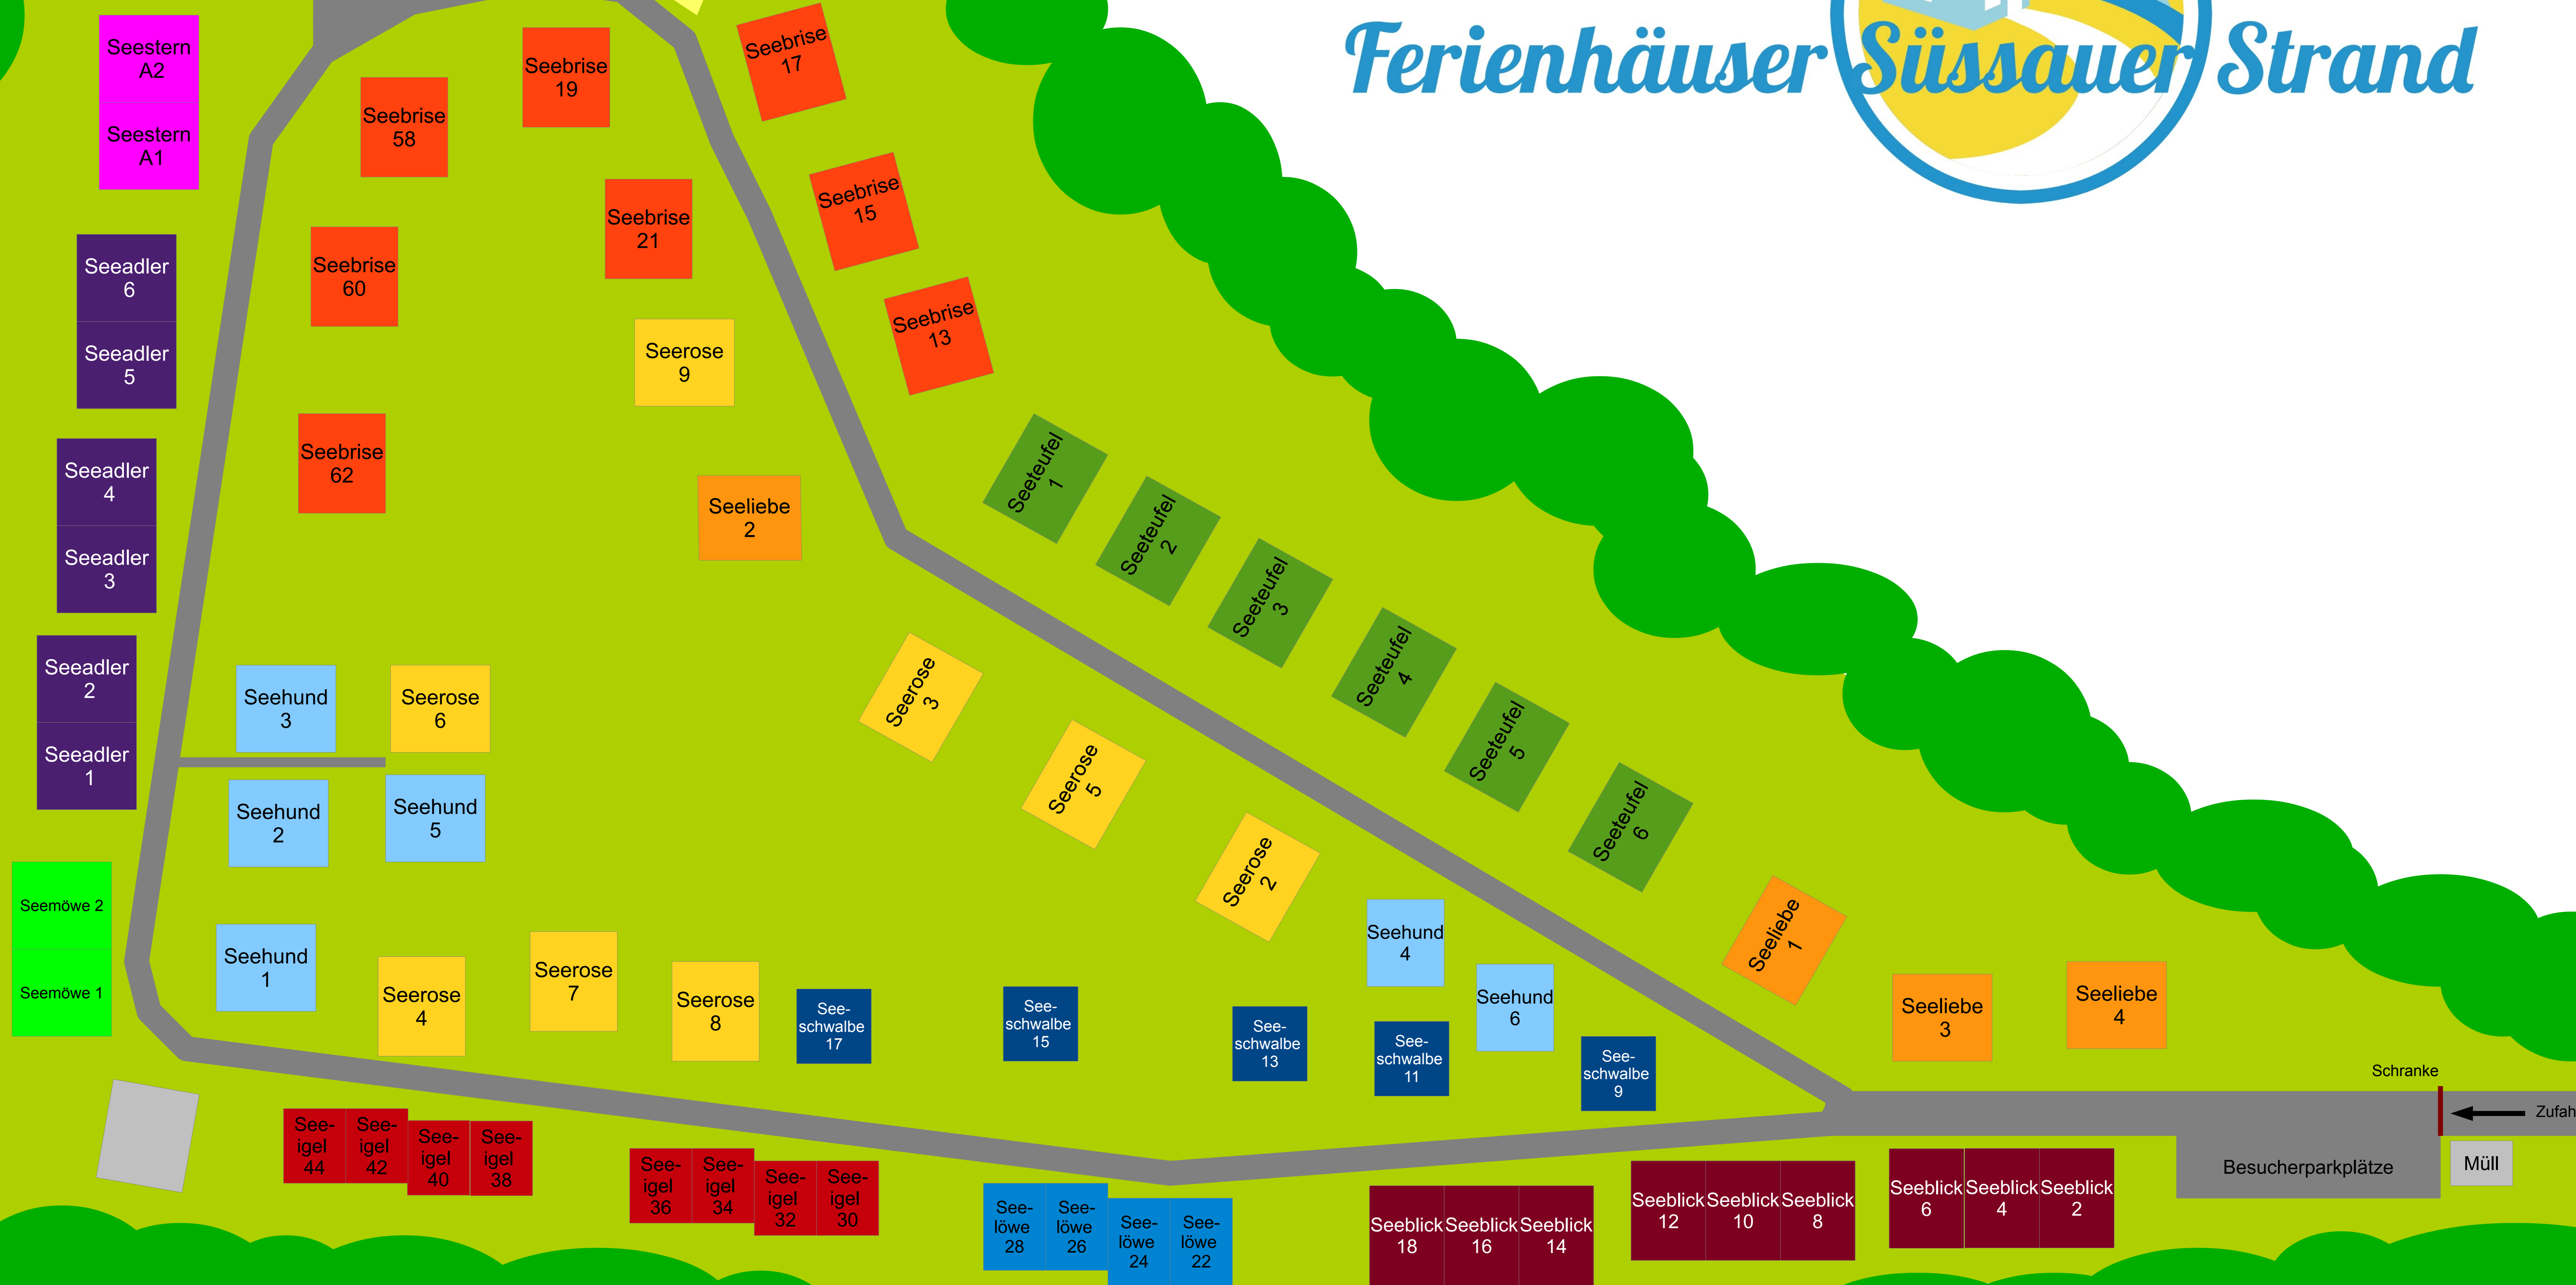 Ferienhäuser Süssauer Strand
Seestern
A2
Seestern
A1
Seebrise
58
Seebrise
19
Seebrise
17
Seebrise
15
Seebrise
21
Seebrise
60
Seebrise
13
Seeadler
6
Seeadler
5
Seerose
9
Seebrise
62
Seeliebe
2
Seeadler
4
Seeadler
3
Seeteufel
1
Seeteufel
2
Seeteufel
3
Seeteufel
4
Seeteufel
5
Seeteufel
6
Seeadler
2
Seeadler
1
Seehund
3
Seerose
6
Seehund
2
Seehund
5
Seerose
3
Seerose
5
Seerose
2
Seemöwe 2
Seemöwe 1
Seehund
1
Seerose
4
Seerose
7
Seerose
8
See-
schwalbe
17
See-
schwalbe
15
See-
schwalbe
13
Seehund
4
Seehund
6
See-
schwalbe
11
See-
schwalbe
9
Seeliebe
1
Seeliebe
3
Seeliebe
4
Schranke
Zufah
Besucherparkplätze
Müll
See-
igel
44
See-
igel
42
See-
igel
40
See-
igel
38
See-
igel
36
See-
igel
34
See-
igel
32
See-
igel
30
See-
löwe
28
See-
löwe
26
See-
löwe
24
See-
löwe
22
Seeblick
18
Seeblick
16
Seeblick
14
Seeblick
12
Seeblick
10
Seeblick
8
Seeblick
6
Seeblick
4
Seeblick
2